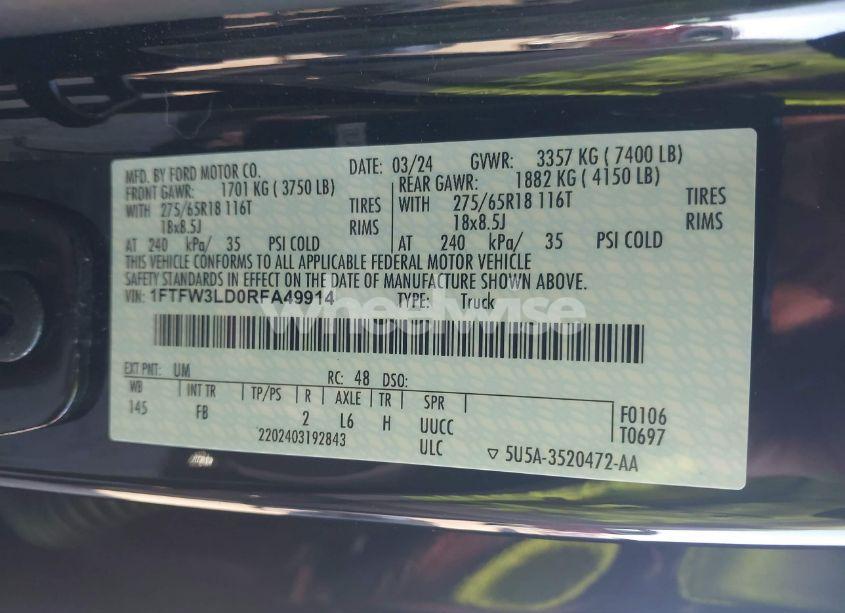 MFD. BY FORD MOTOR CO. DATE: 03/24 GVWR: 3357 KG ( 7400 LB)
FRONT GAWR: 1701 KG ( 3750 LB) REAR GAWR: 1882 KG ( 4150 LB)
WITH 275/65R18 116T TIRES WITH 275/65R18 116T TIRES
18x8.5J RIMS 18x8.5J RIMS
AT 240 kPa/ 35 PSI COLD AT 240 kPa/ 35 PSI COLD
THIS VEHICLE CONFORMS TO ALL APPLICABLE FEDERAL MOTOR VEHICLE
SAFETY STANDARDS IN EFFECT ON THE DATE OF MANUFACTURE SHOWN ABOVE.
VIN: 1FTFW3LD0RFA49914 TYPE: Truck
wheelwise
EXT PNT: UM RC: 48 DSO:
WB INT TR TP/PS R AXLE TR SPR
145 FB 2 L6 H UUCC F0106
2202403192843 ULC T0697
▽ 5U5A-3520472-AA